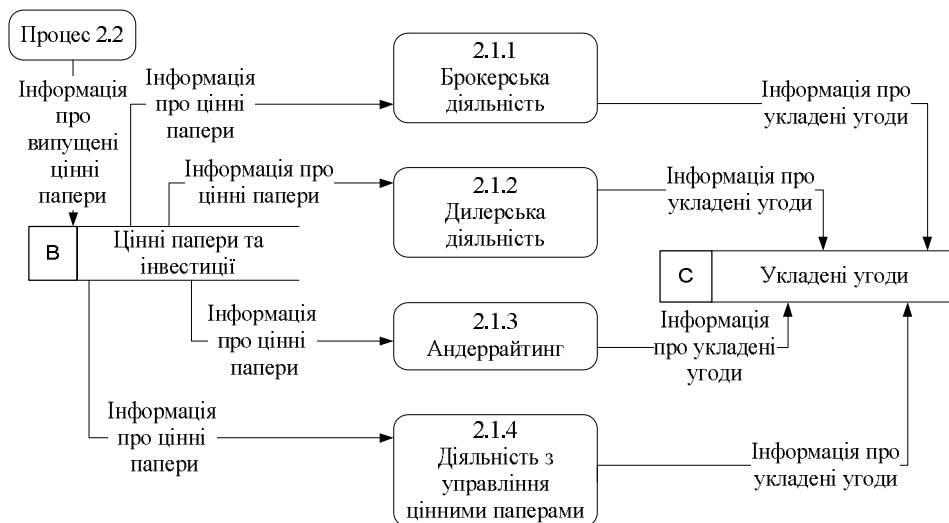 Процес 2.2
Інформація
про
випущені
цінні
папери
Інформація
про цінні
папери
2.1.1
Брокерська
діяльність
Інформація про
укладені угоди
Інформація про
цінні папери
2.1.2
Дилерська
діяльність
Інформація про
укладені угоди
B
Цінні папери та
інвестиції
C
Укладені угоди
Інформація
про цінні
папери
2.1.3
Андеррайтинг
Інформація
про укладені
угоди
Інформація
про цінні
папери
2.1.4
Діяльність з
управління
цінними паперами
Інформація про
укладені угоди